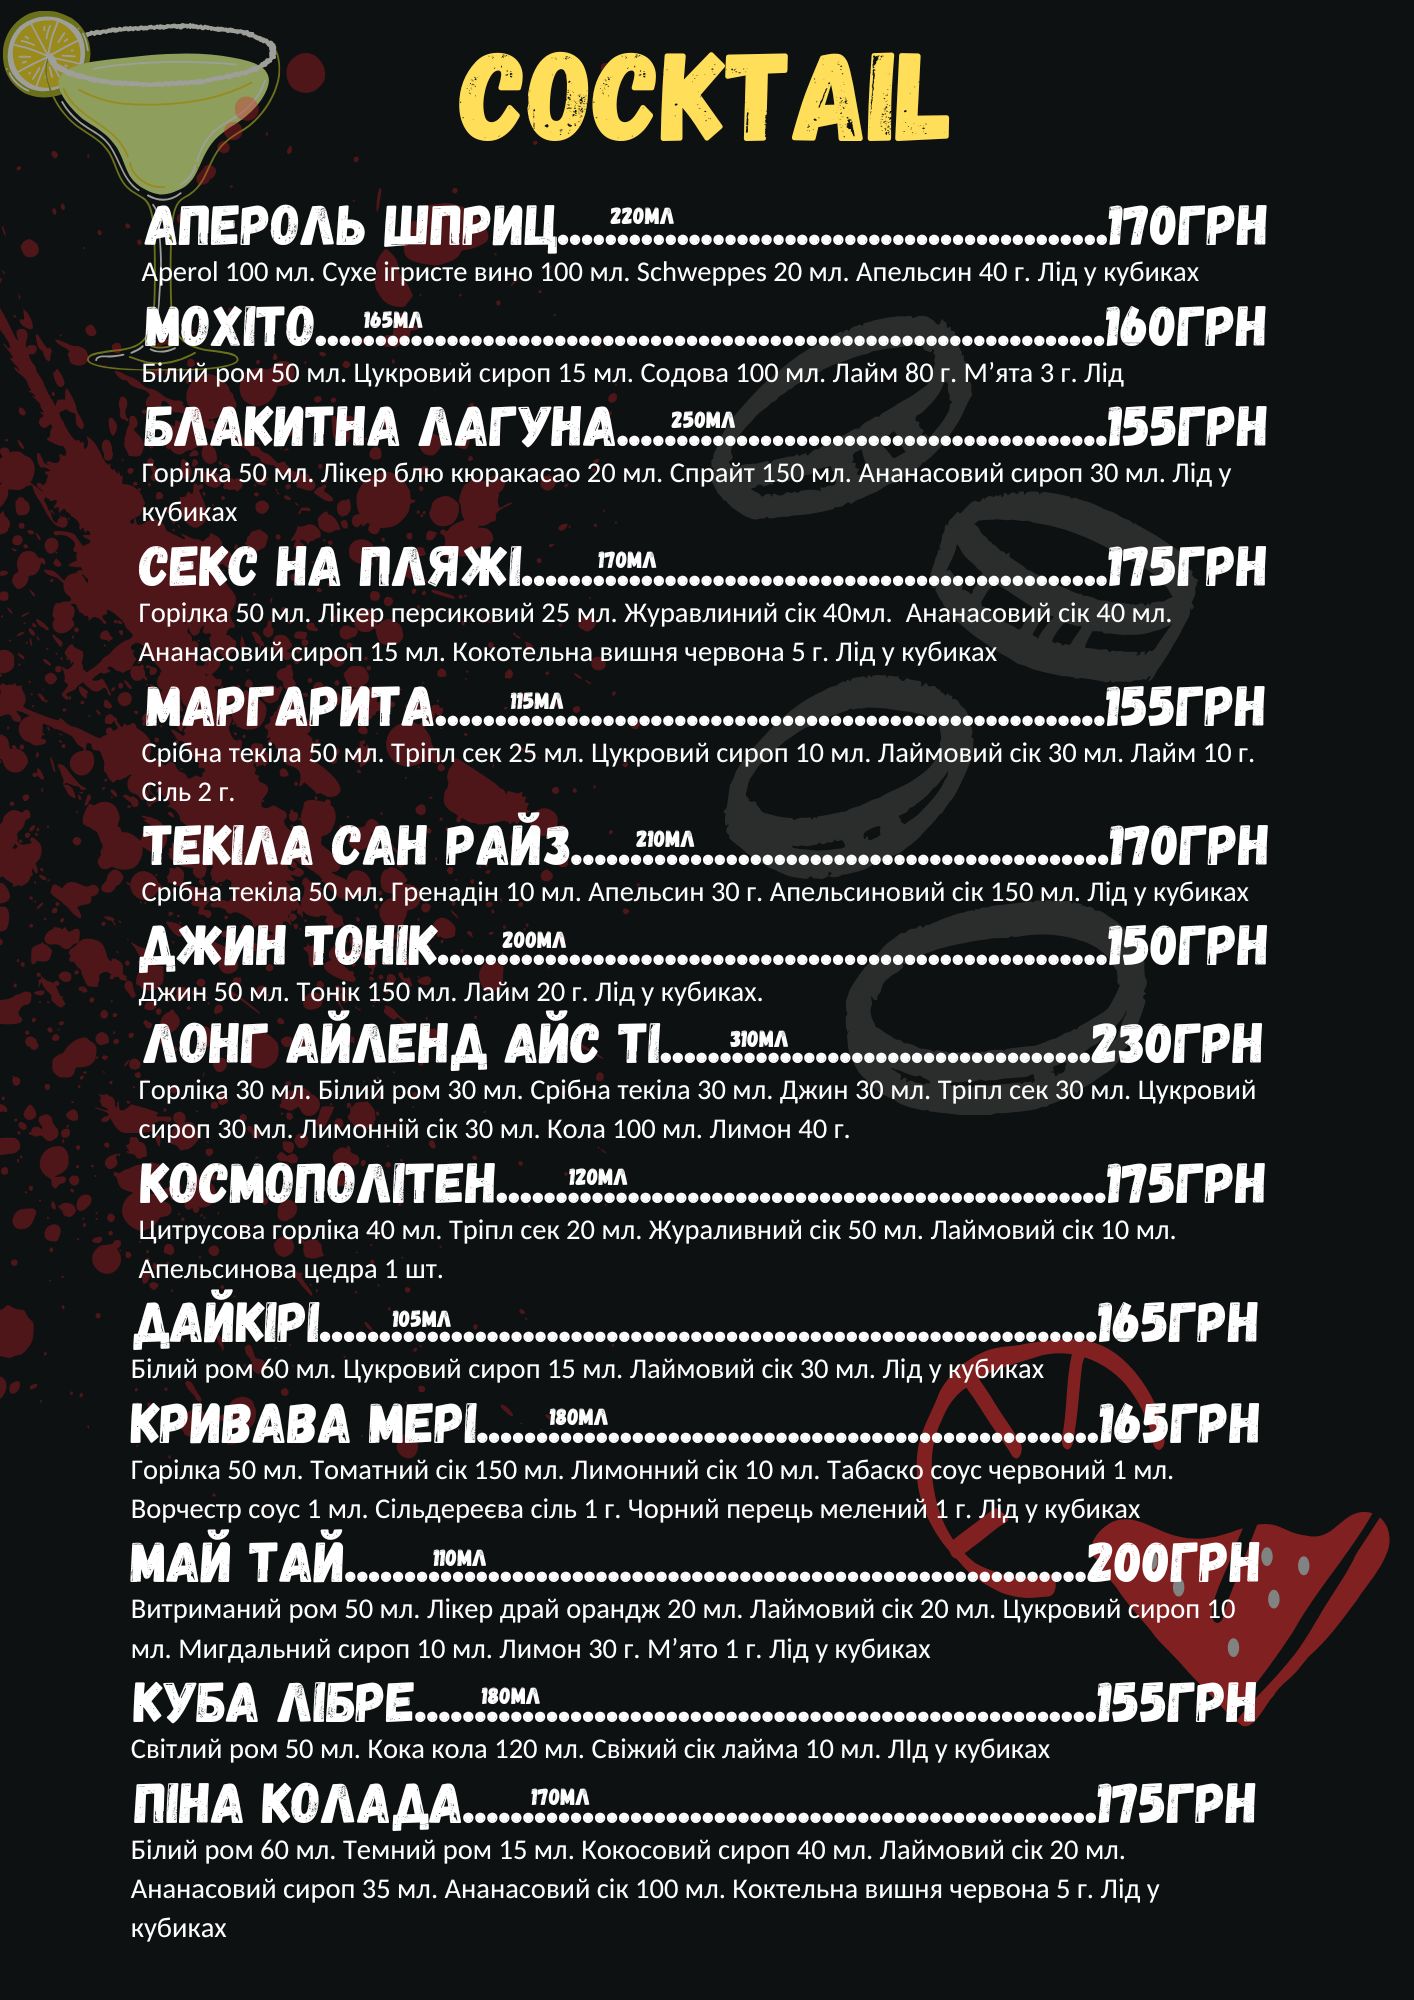 COCKTAIL
АПЕРОЛЬ ШПРИЦ 220МЛ 170ГРН
Aperol 100 мл. Сухе ігристе вино 100 мл. Schweppes 20 мл. Апельсин 40 г. Лід у кубиках
МОХІТО 165МЛ 160ГРН
Білий ром 50 мл. Цукровий сироп 15 мл. Содова 100 мл. Лайм 80 г. М’ята 3 г. Лід
БЛАКИТНА ЛАГУНА 250МЛ 155ГРН
Горілка 50 мл. Лікер блю кюракасао 20 мл. Спрайт 150 мл. Ананасовий сироп 30 мл. Лід у
кубиках
СЕКС НА ПЛЯЖІ 170МЛ 175ГРН
Горілка 50 мл. Лікер персиковий 25 мл. Журавлиний сік 40мл. Ананасовий сік 40 мл.
Ананасовий сироп 15 мл. Кокотельна вишня червона 5 г. Лід у кубиках
МАРГАРИТА 115МЛ 155ГРН
Срібна текіла 50 мл. Тріпл сек 25 мл. Цукровий сироп 10 мл. Лаймовий сік 30 мл. Лайм 10 г.
Сіль 2 г.
ТЕКІЛА САН РАЙЗ 210МЛ 170ГРН
Срібна текіла 50 мл. Гренадін 10 мл. Апельсин 30 г. Апельсиновий сік 150 мл. Лід у кубиках
ДЖИН ТОНІК 200МЛ 150ГРН
Джин 50 мл. Тонік 150 мл. Лайм 20 г. Лід у кубиках.
ЛОНГ АЙЛЕНД АЙС ТІ 310МЛ 230ГРН
Горліка 30 мл. Білий ром 30 мл. Срібна текіла 30 мл. Джин 30 мл. Тріпл сек 30 мл. Цукровий
сироп 30 мл. Лимонній сік 30 мл. Кола 100 мл. Лимон 40 г.
КОСМОПОЛІТЕН 120МЛ 175ГРН
Цитрусова горліка 40 мл. Тріпл сек 20 мл. Жураливний сік 50 мл. Лаймовий сік 10 мл.
Апельсинова цедра 1 шт.
ДАЙКІРІ 105МЛ 165ГРН
Білий ром 60 мл. Цукровий сироп 15 мл. Лаймовий сік 30 мл. Лід у кубиках
КРИВАВА МЕРІ 180МЛ 165ГРН
Горілка 50 мл. Томатний сік 150 мл. Лимонний сік 10 мл. Табаско соус червоний 1 мл.
Ворчестр соус 1 мл. Сільдереєва сіль 1 г. Чорний перець мелений 1 г. Лід у кубиках
МАЙ ТАЙ 110МЛ 200ГРН
Витриманий ром 50 мл. Лікер драй орандж 20 мл. Лаймовий сік 20 мл. Цукровий сироп 10
мл. Мигдальний сироп 10 мл. Лимон 30 г. М’ято 1 г. Лід у кубиках
КУБА ЛІБРЕ 180МЛ 155ГРН
Світлий ром 50 мл. Кока кола 120 мл. Свіжий сік лайма 10 мл. ЛІд у кубиках
ПІНА КОЛАДА 170МЛ 175ГРН
Білий ром 60 мл. Темний ром 15 мл. Кокосовий сироп 40 мл. Лаймовий сік 20 мл.
Ананасовий сироп 35 мл. Ананасовий сік 100 мл. Коктельна вишня червона 5 г. Лід у
кубиках